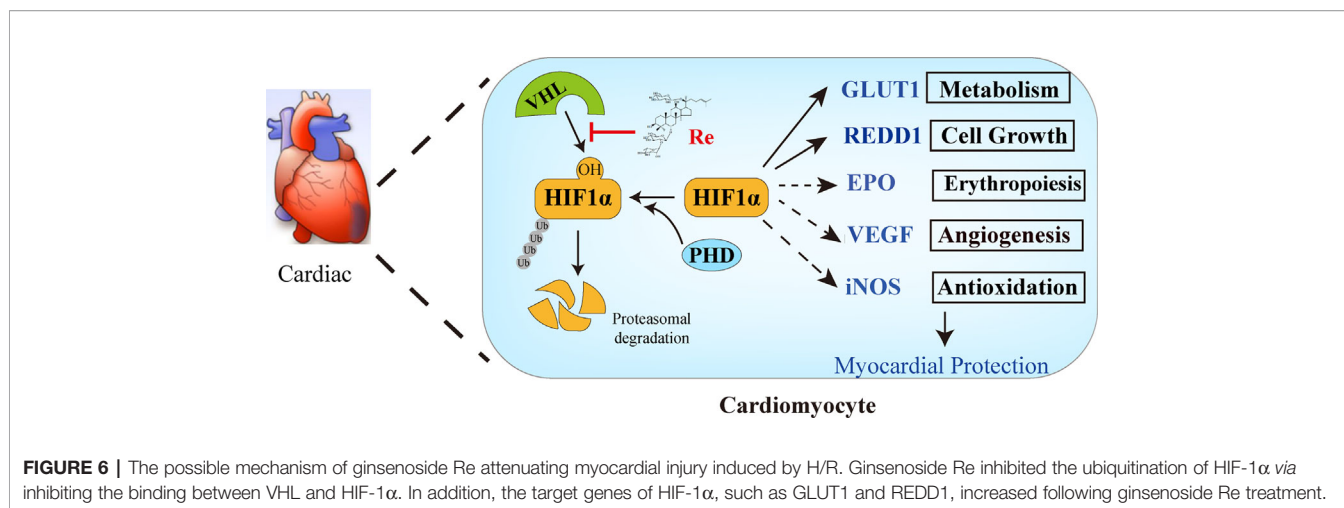 VHL
Re
OH
HIF1α
HIF1α
Ub
Ub
Ub
Ub
PHD
Proteasomal
degradation
GLUT1 Metabolism
REDD1 Cell Growth
EPO Erythropoiesis
VEGF Angiogenesis
iNOS Antioxidation
Myocardial Protection
Cardiac
Cardiomyocyte
FIGURE 6 | The possible mechanism of ginsenoside Re attenuating myocardial injury induced by H/R. Ginsenoside Re inhibited the ubiquitination of HIF-1α via
inhibiting the binding between VHL and HIF-1α. In addition, the target genes of HIF-1α, such as GLUT1 and REDD1, increased following ginsenoside Re treatment.